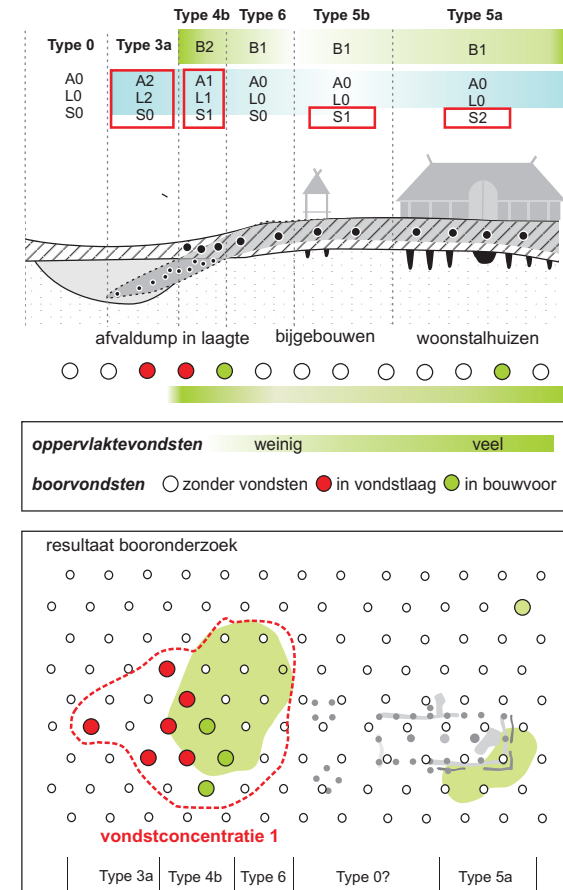 Type 4b Type 6 Type 5b Type 5a
Type 0 Type 3a B2 B1 B1 B1
A0 A2 A1 A0 A0 A0
L0 L2 L1 L0 L0 L0
S0 S0 S1 S0 S1 S2
afvaldump in laagte bijgebouwen woonstalhuizen
oppervlaktevondsten weinig veel
boorvondsten zonder vondsten in vondstlaag in bouwvoor
resultaat booronderzoek
vondstconcentratie 1
Type 3a Type 4b Type 6 Type 0? Type 5a